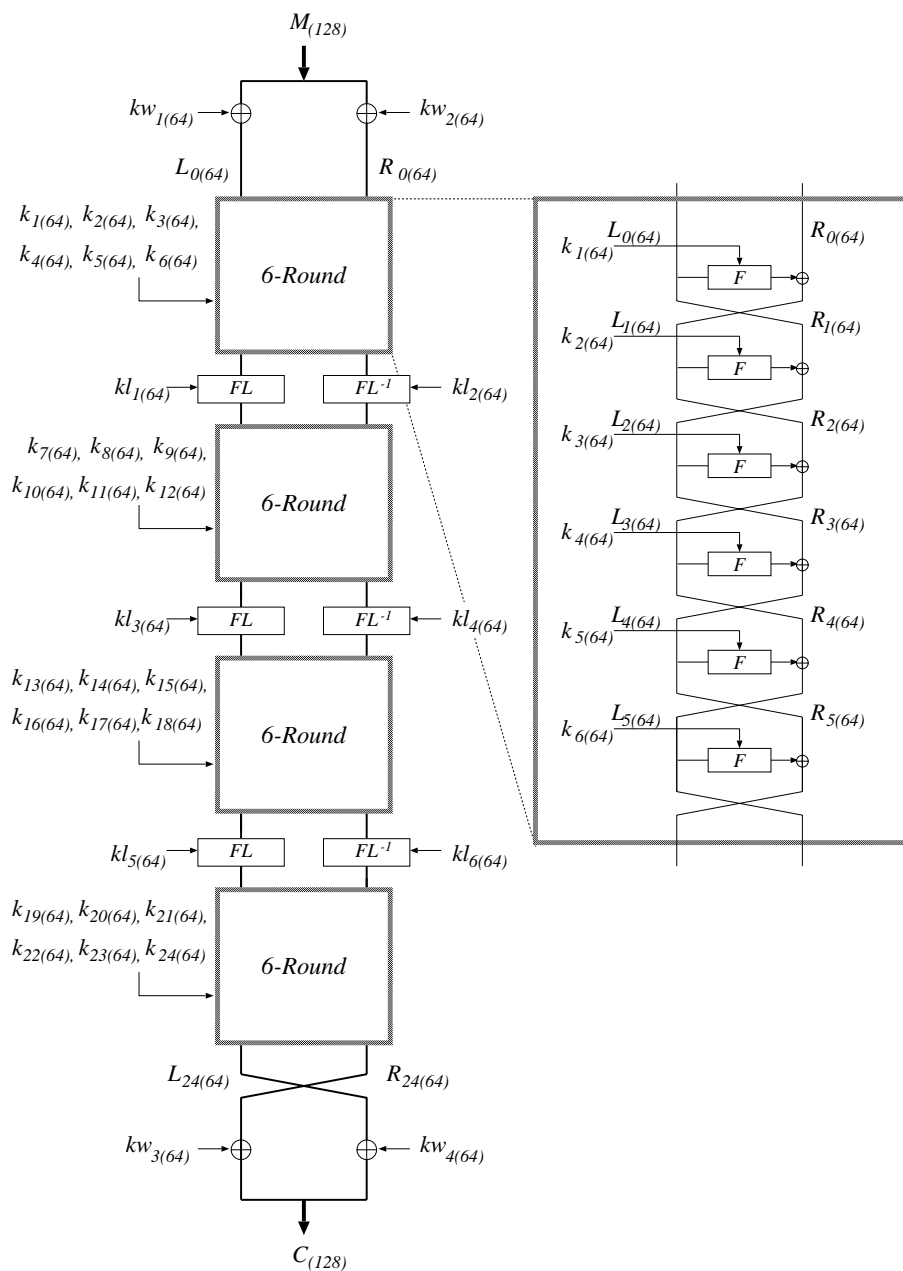 M(128)
kw1(64)
kw2(64)
L0(64)
R0(64)
k1(64), k2(64), k3(64),
k4(64), k5(64), k6(64)
6-Round
kl1(64)
FL
FL-1
kl2(64)
k7(64), k8(64), k9(64),
k10(64), k11(64), k12(64)
6-Round
kl3(64)
FL
FL-1
kl4(64)
k13(64), k14(64), k15(64),
k16(64), k17(64), k18(64)
6-Round
kl5(64)
FL
FL-1
kl6(64)
k19(64), k20(64), k21(64),
k22(64), k23(64), k24(64)
6-Round
L24(64)
R24(64)
kw3(64)
kw4(64)
C(128)
L0(64)
R0(64)
k1(64)
F
L1(64)
R1(64)
k2(64)
F
L2(64)
R2(64)
k3(64)
F
L3(64)
R3(64)
k4(64)
F
L4(64)
R4(64)
k5(64)
F
L5(64)
R5(64)
k6(64)
F